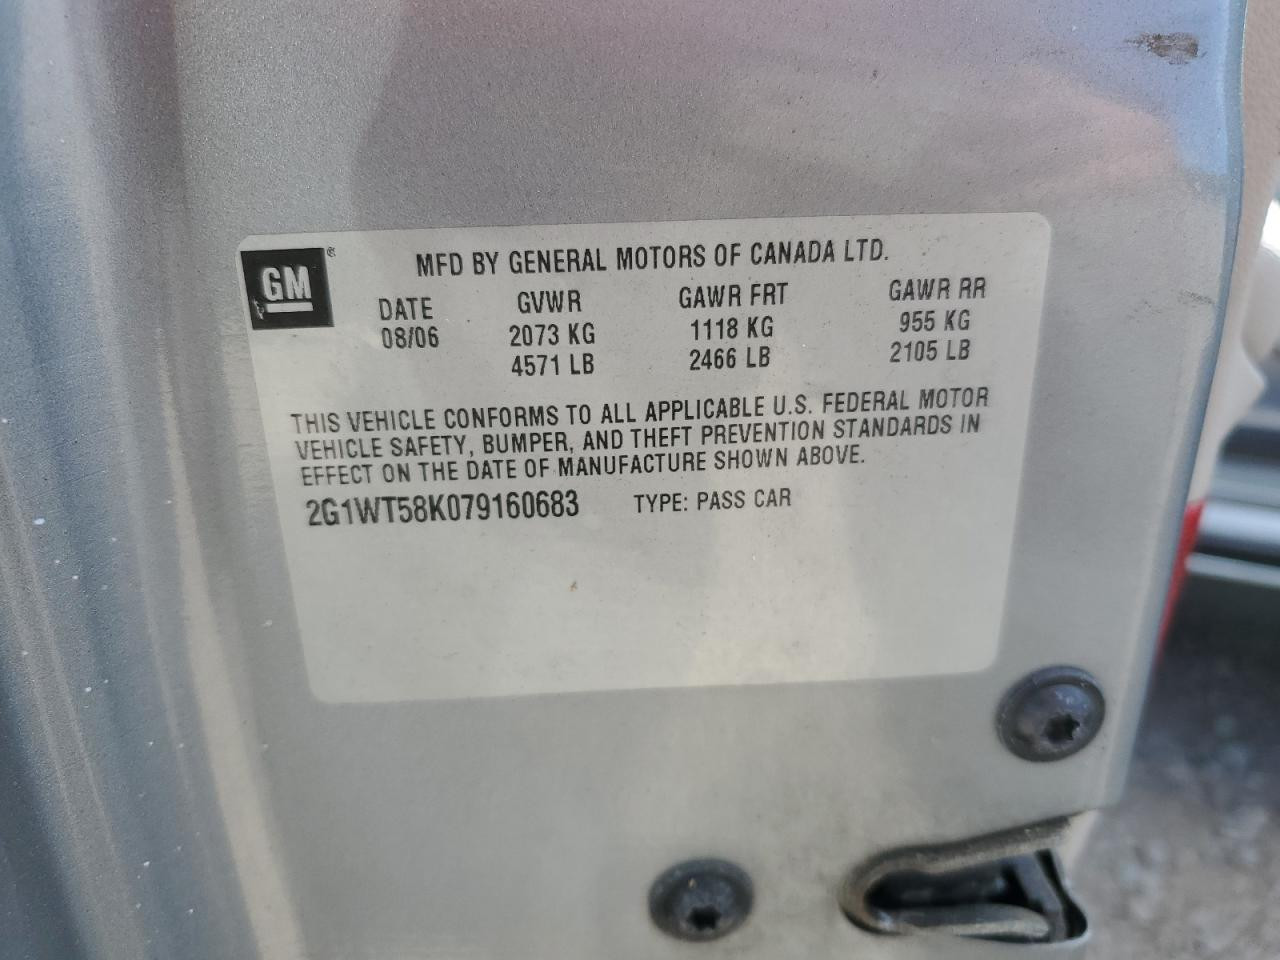 GM ®
MFD BY GENERAL MOTORS OF CANADA LTD.
DATE GVWR GAWR FRT GAWR RR
08/06 2073 KG 1118 KG 955 KG
4571 LB 2466 LB 2105 LB
THIS VEHICLE CONFORMS TO ALL APPLICABLE U.S. FEDERAL MOTOR
VEHICLE SAFETY, BUMPER, AND THEFT PREVENTION STANDARDS IN
EFFECT ON THE DATE OF MANUFACTURE SHOWN ABOVE.
2G1WT58K079160683 TYPE: PASS CAR